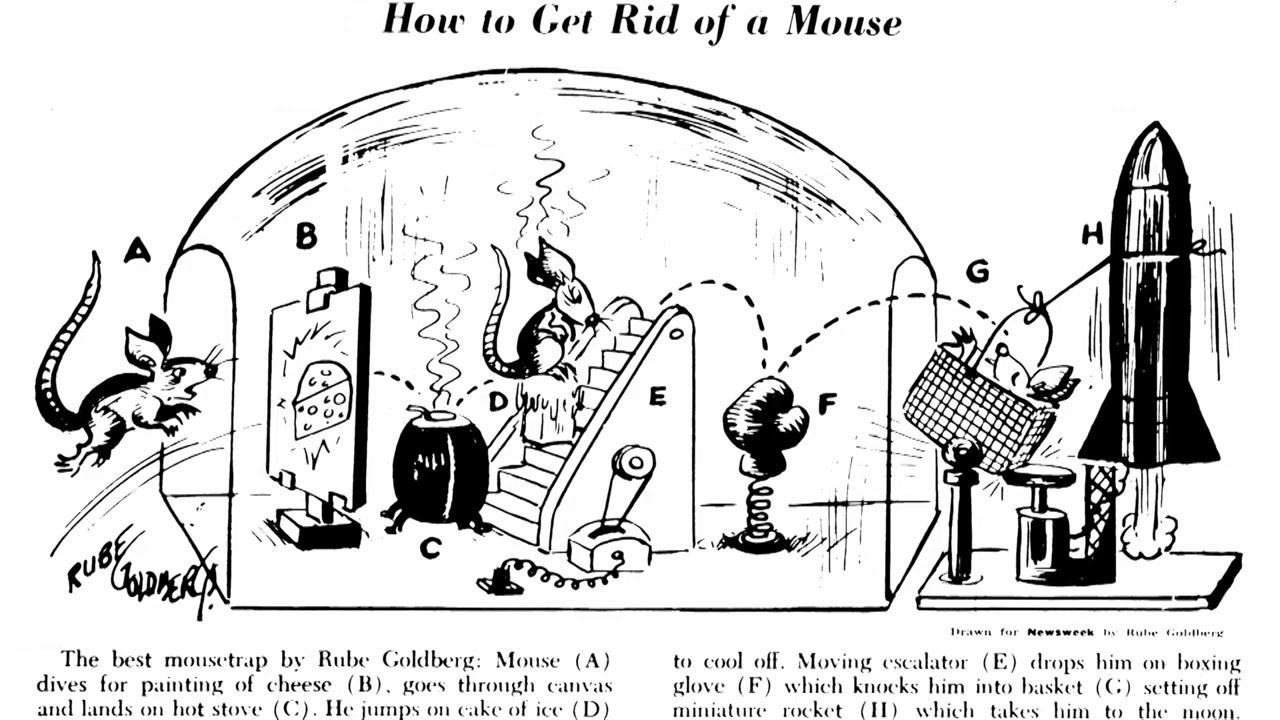 How to Get Rid of a Mouse
A
B
C
D
E
F
G
H
RUBE
GOLDBERG
Drawn for Newsweek by Rube Goldberg
The best mousetrap by Rube Goldberg: Mouse (A)
dives for painting of cheese (B), goes through canvas
and lands on hot stove (C). He jumps on cake of ice (D)
to cool off. Moving escalator (E) drops him on boxing
glove (F) which knocks him into basket (G) setting off
miniature rocket (H) which takes him to the moon.